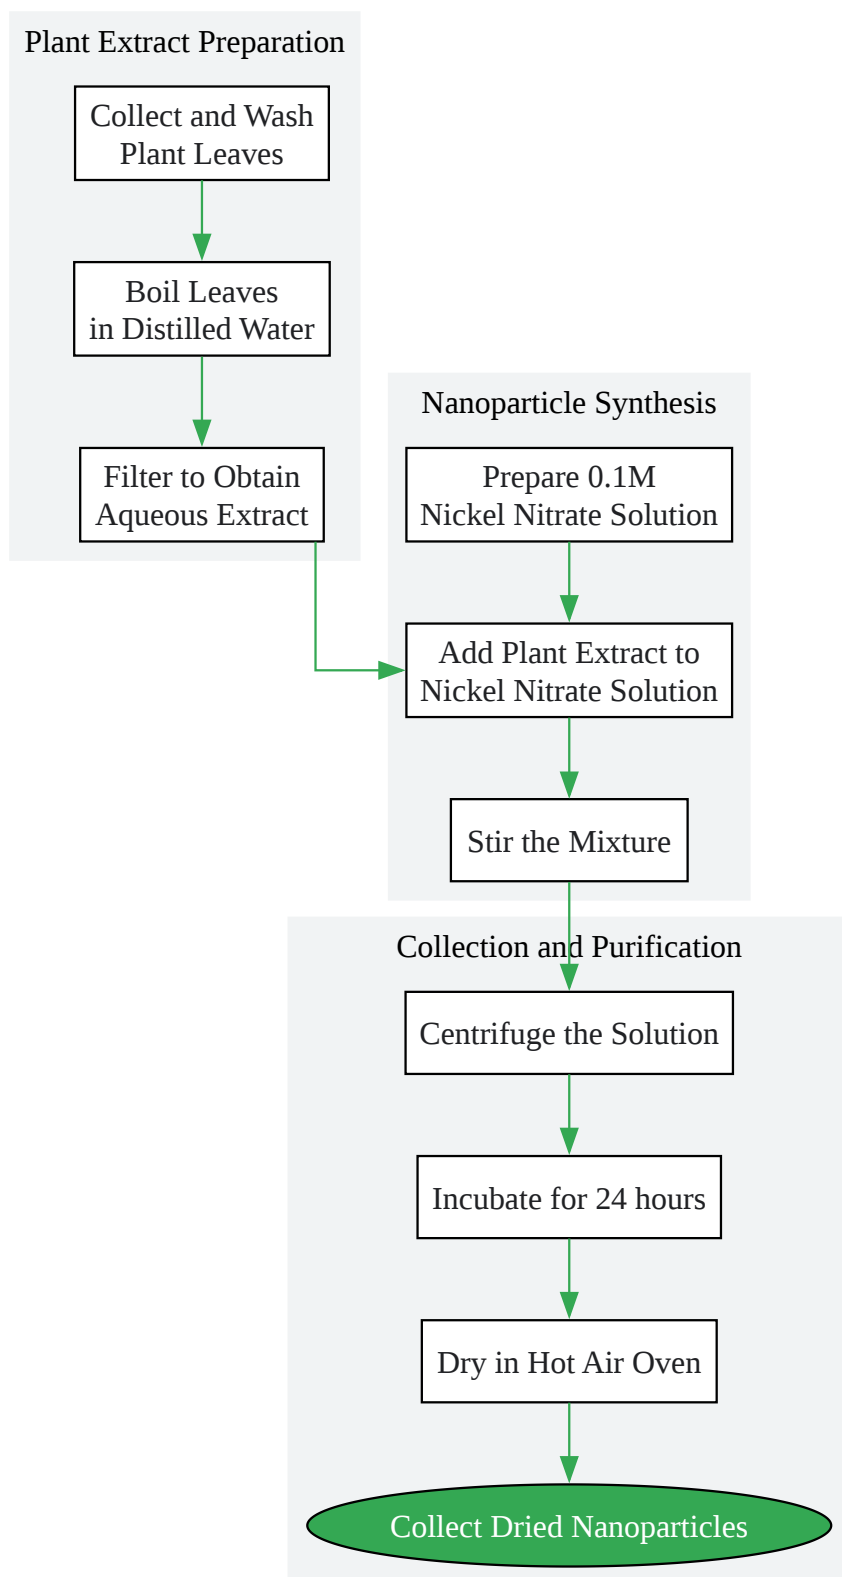 Plant Extract Preparation
Collect and Wash
Plant Leaves
Boil Leaves
in Distilled Water
Filter to Obtain
Aqueous Extract
Nanoparticle Synthesis
Prepare 0.1M
Nickel Nitrate Solution
Add Plant Extract to
Nickel Nitrate Solution
Stir the Mixture
Collection and Purification
Centrifuge the Solution
Incubate for 24 hours
Dry in Hot Air Oven
Collect Dried Nanoparticles